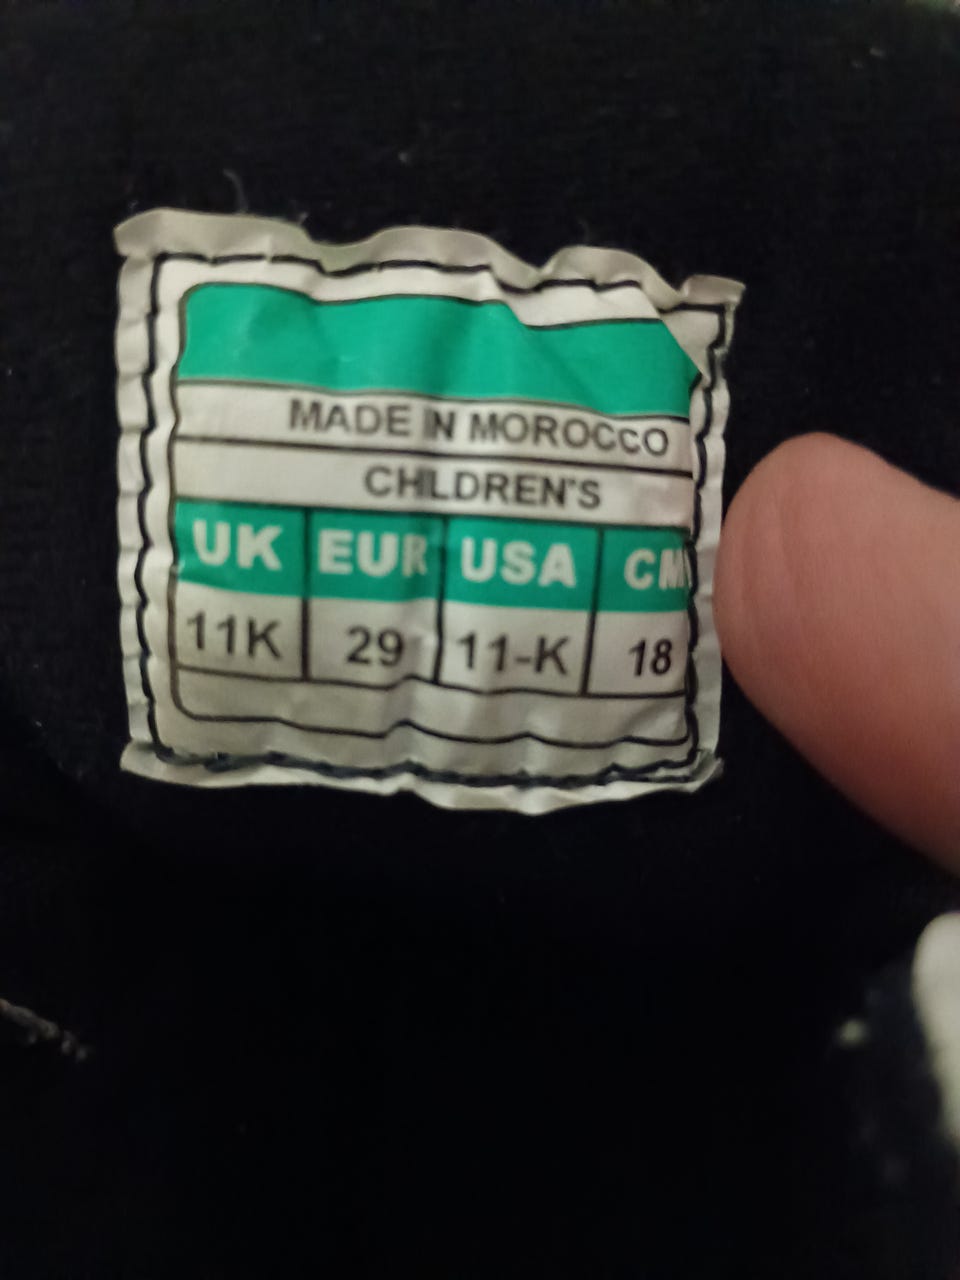 MADE IN MOROCCO
CHILDREN'S
UK EUR USA CM
11K 29 11-K 18